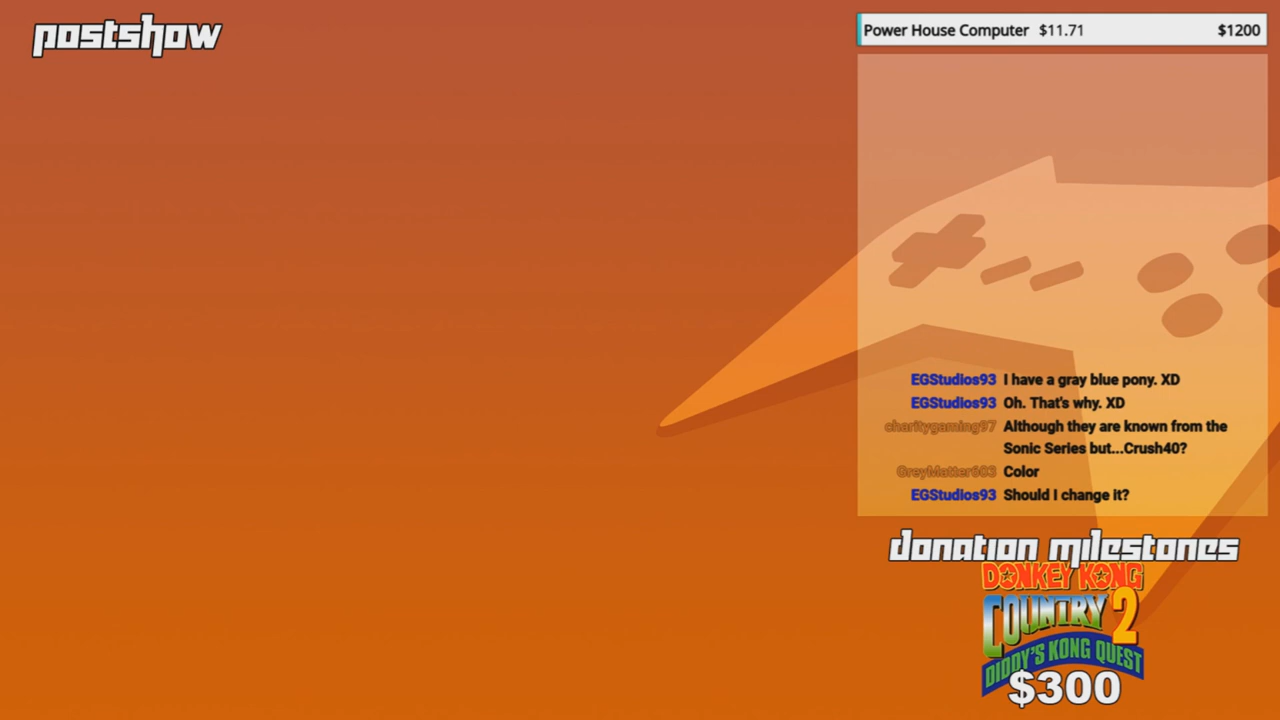 postshow
Power House Computer $11.71 $1200
EGStudios93 I have a gray blue pony. XD
EGStudios93 Oh. That's why. XD
charitygaming97 Although they are known from the
Sonic Series but...Crush40?
GreyMatter603 Color
EGStudios93 Should I change it?
donation milestones
DONKEY KONG
COUNTRY 2
DIDDY'S KONG QUEST
$300